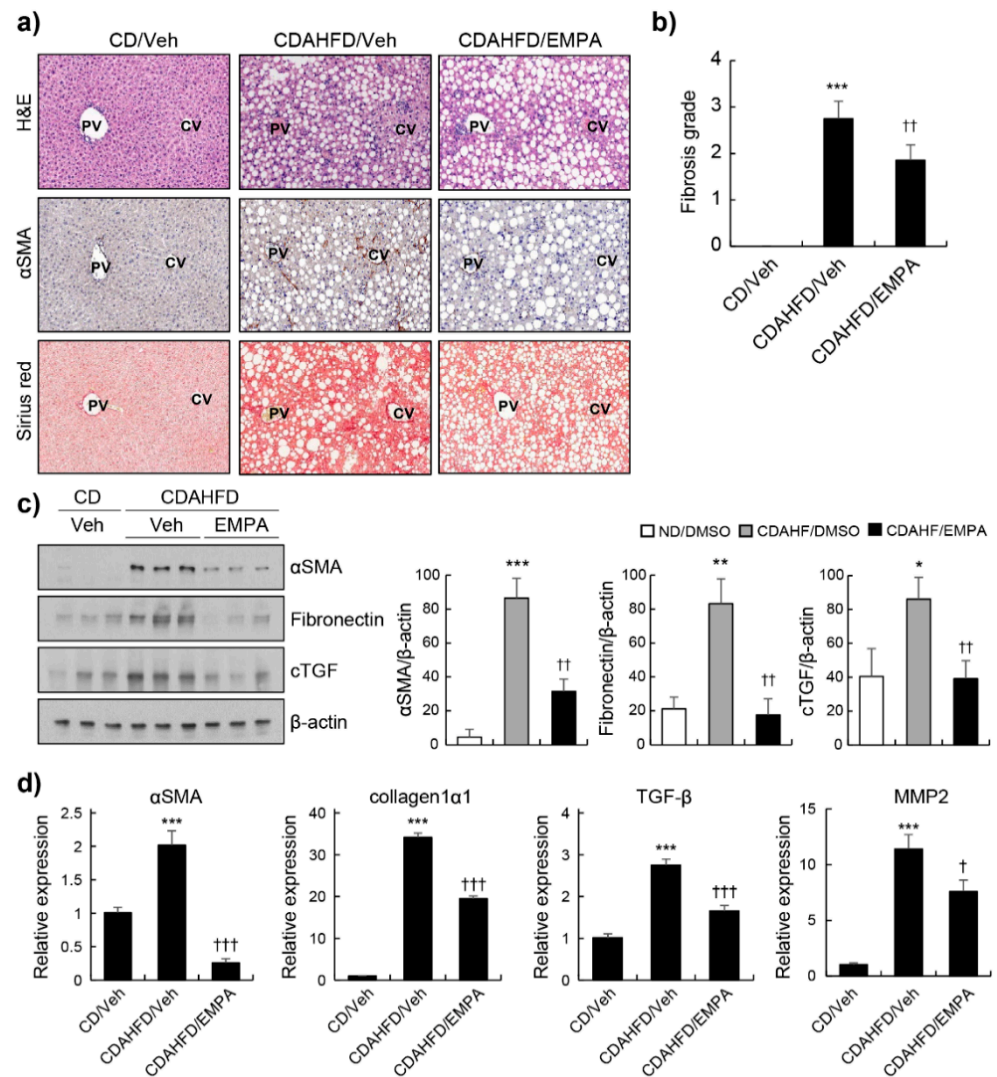 a)
CD/Veh CDAHFD/Veh CDAHFD/EMPA
H&E
PV CV PV CV PV CV
αSMA
PV CV PV CV PV CV
Sirius red
PV CV PV CV PV CV
b)
Fibrosis grade
4
3
2
1
0
***
††
CD/Veh
CDAHFD/Veh
CDAHFD/EMPA
c)
CD CDAHFD
Veh Veh EMPA
αSMA
Fibronectin
cTGF
β-actin
ND/DMSO CDAHF/DMSO CDAHF/EMPA
αSMA/β-actin
100
80
60
40
20
0
***
††
Fibronectin/β-actin
100
80
60
40
20
0
**
††
cTGF/β-actin
100
80
60
40
20
0
*
††
d)
αSMA
Relative expression
2.5
2
1.5
1
0.5
0
***
†††
CD/Veh
CDAHFD/Veh
CDAHFD/EMPA
collagen1α1
Relative expression
40
30
20
10
0
***
†††
CD/Veh
CDAHFD/Veh
CDAHFD/EMPA
TGF-β
Relative expression
4
3
2
1
0
***
†††
CD/Veh
CDAHFD/Veh
CDAHFD/EMPA
MMP2
Relative expression
15
10
5
0
***
†
CD/Veh
CDAHFD/Veh
CDAHFD/EMPA